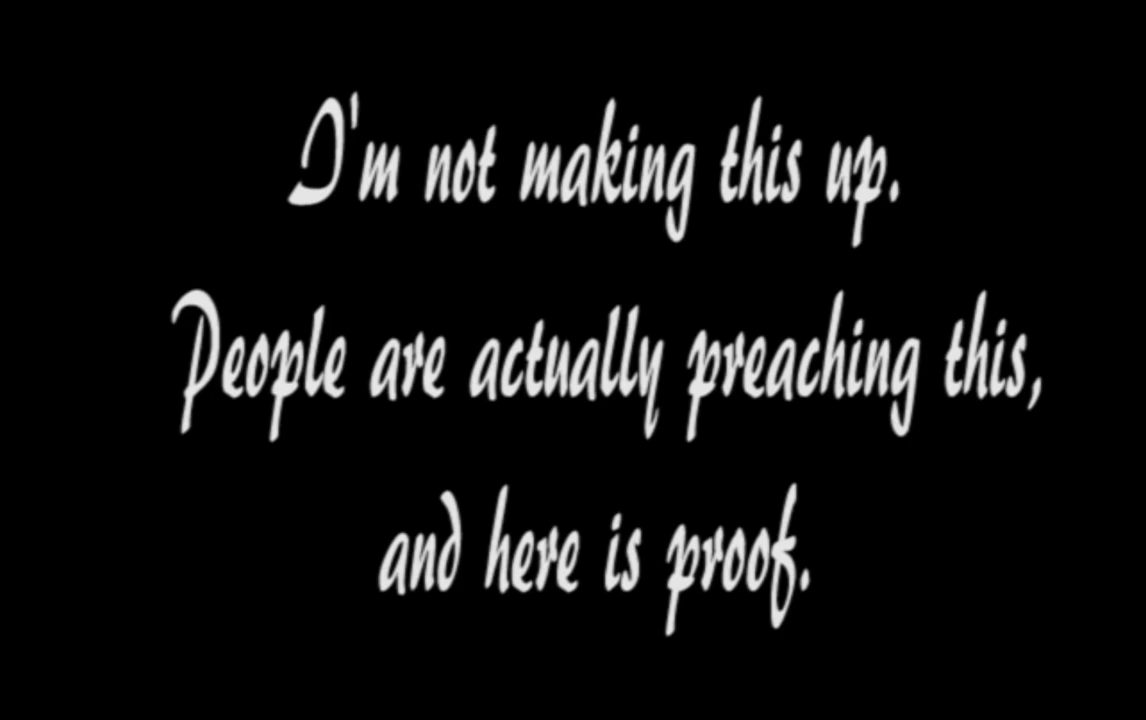 I'm not making this up.
People are actually preaching this,
and here is proof.